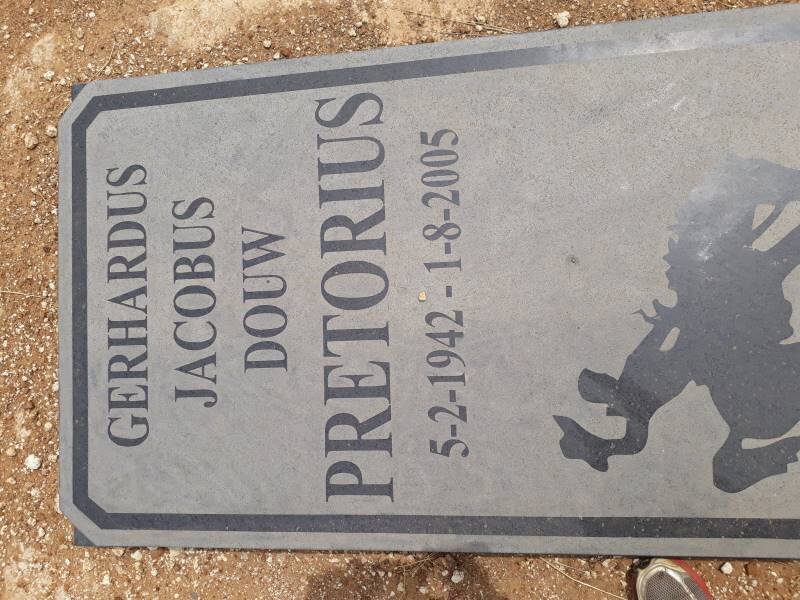 GERHARDUS
JACOBUS
DOUW
PRETORIUS
5-2-1942 - 1-8-2005